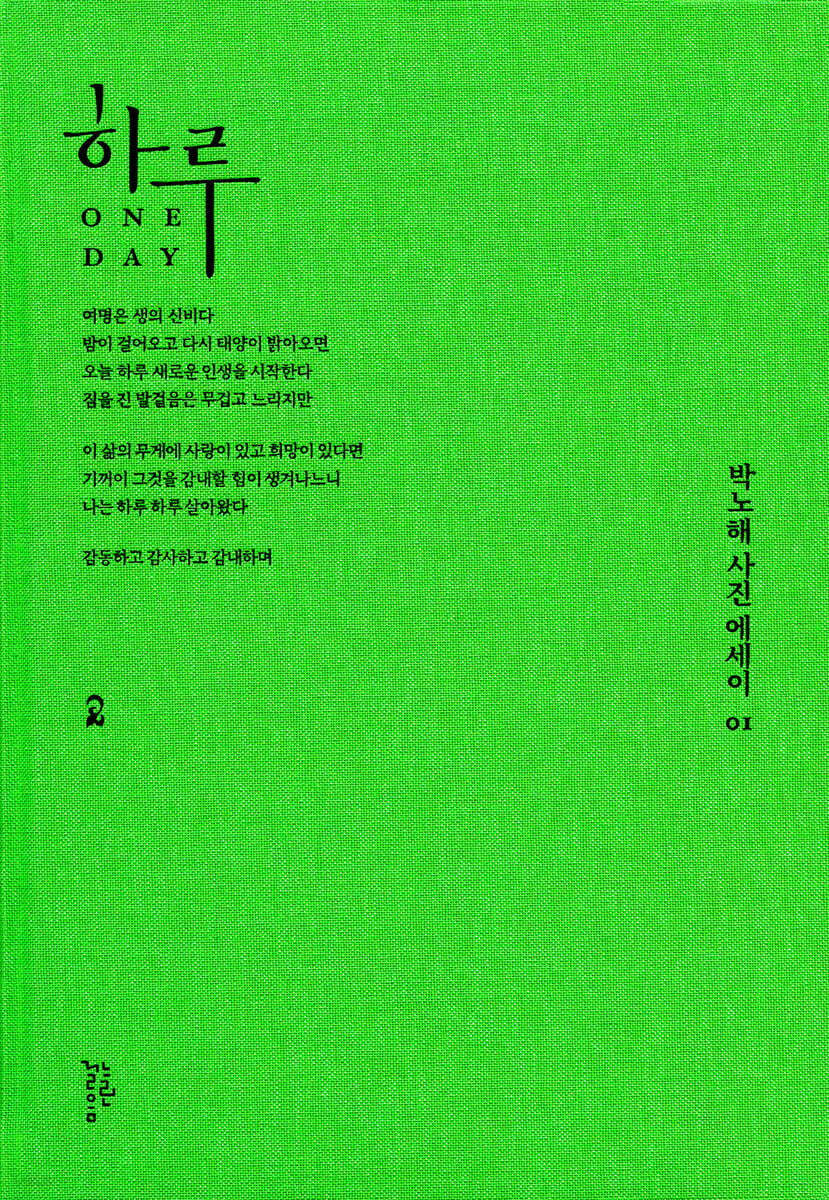 하루
ONE
DAY
여명은 생의 신비다
밤이 걸어오고 다시 태양이 밝아오면
오늘 하루 새로운 인생을 시작한다
짐을 진 발걸음은 무겁고 느리지만
이 삶의 무게에 사랑이 있고 희망이 있다면
기꺼이 그것을 감내할 힘이 생겨나느니
나는 하루 하루 살아왔다
감동하고 감사하고 감내하며
박노해 사진 에세이 01
느린걸음